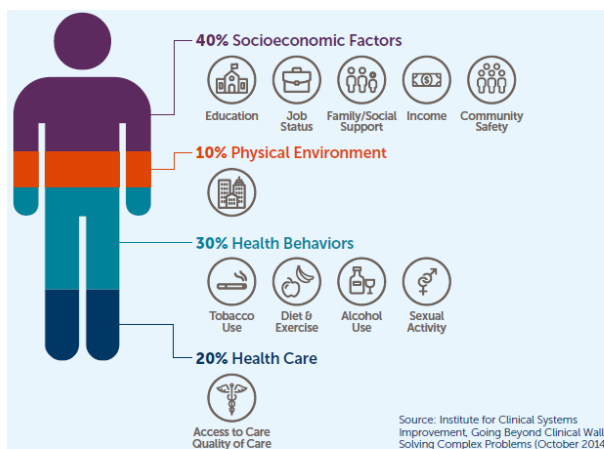 40% Socioeconomic Factors
Education
Job
Status
Family/Social
Support
Income
Community
Safety
10% Physical Environment
30% Health Behaviors
Tobacco
Use
Diet &
Exercise
Alcohol
Use
Sexual
Activity
20% Health Care
Access to Care
Quality of Care
Source: Institute for Clinical Systems
Improvement, Going Beyond Clinical Wall
Solving Complex Problems (October 2014